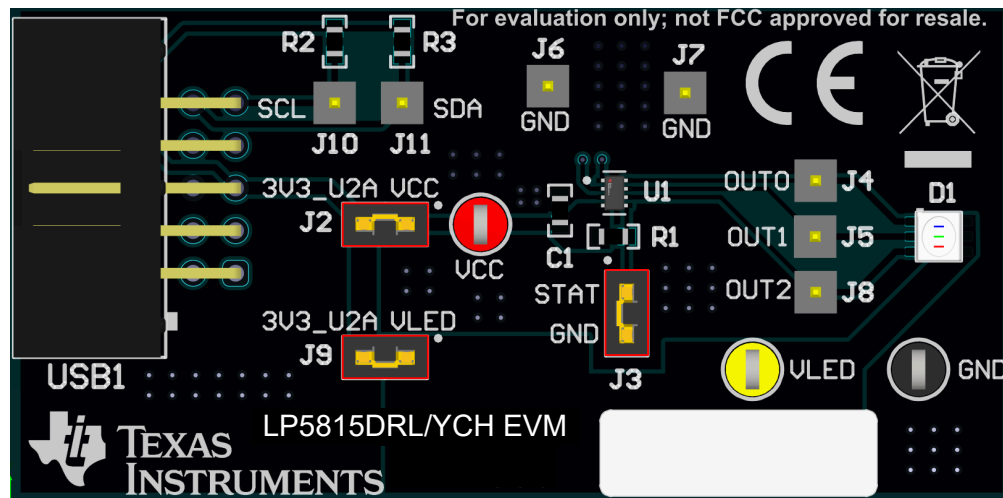 For evaluation only; not FCC approved for resale.
R2
R3
J6
J7
SCL
SDA
GND
GND
J10
J11
CE
3V3_U2A VCC
J2
U1
OUT0
J4
D1
R1
OUT1
J5
VCC
C1
STAT
OUT2
J8
3V3_U2A VLED
J9
GND
J3
VLED
GND
USB1
LP5815DRL/YCH EVM
ti
TEXAS
INSTRUMENTS